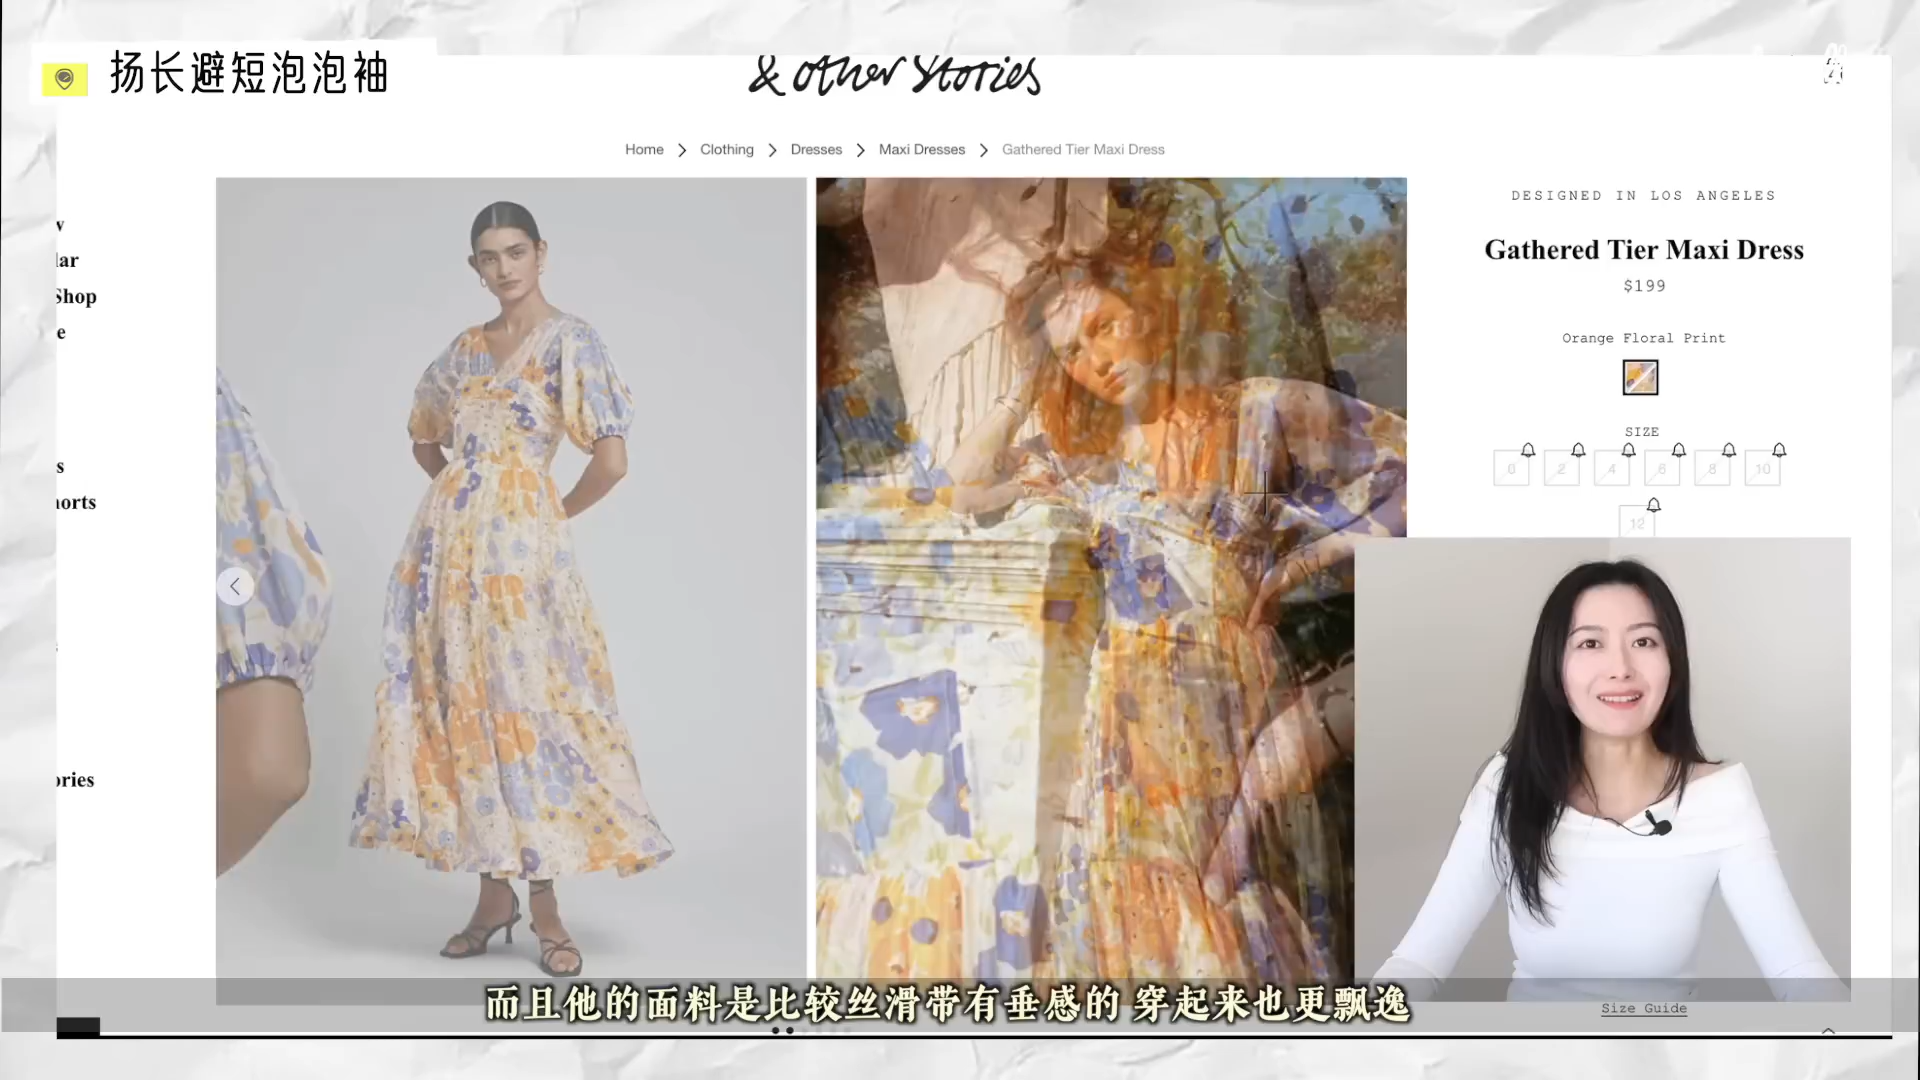 扬长避短泡泡袖
& other Stories
Home > Clothing > Dresses > Maxi Dresses > Gathered Tier Maxi Dress
DESIGNED IN LOS ANGELES
Gathered Tier Maxi Dress
$199
Orange Floral Print
SIZE
0 2 4 6 8 10
12
lar
Shop
e
s
horts
ories
而且他的面料是比较丝滑带有垂感的 穿起来也更飘逸
Size Guide